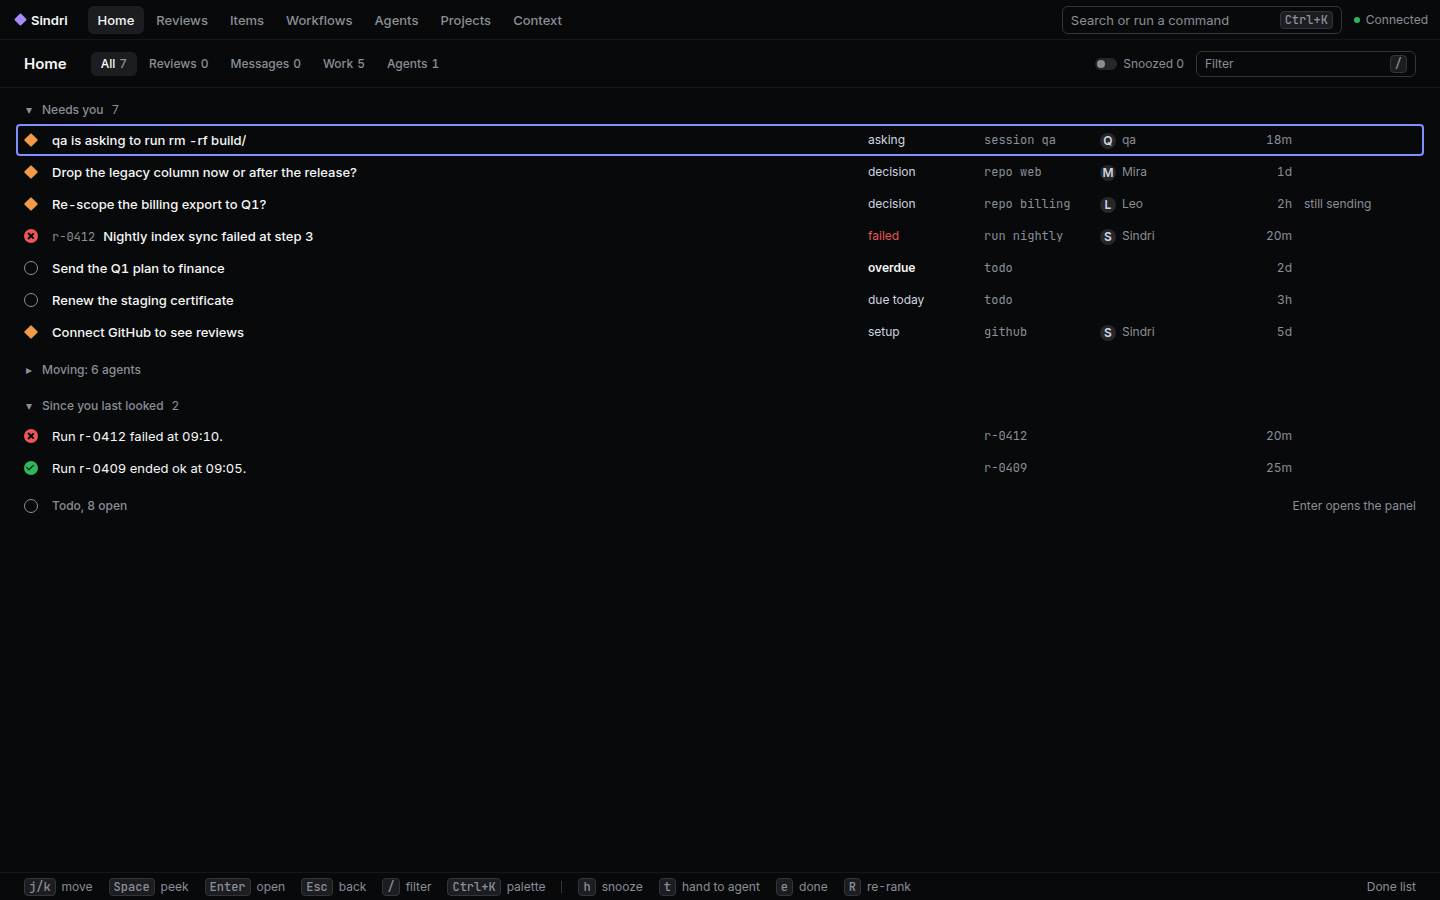 Sindri Home Reviews Items Workflows Agents Projects Context Search or run a command Ctrl+K Connected
Home All 7 Reviews 0 Messages 0 Work 5 Agents 1 Snoozed 0 Filter /
Needs you 7
qa is asking to run rm -rf build/ asking session qa Q qa 18m
Drop the legacy column now or after the release? decision repo web M Mira 1d
Re-scope the billing export to Q1? decision repo billing L Leo 2h still sending
r-0412 Nightly index sync failed at step 3 failed run nightly S Sindri 20m
Send the Q1 plan to finance overdue todo 2d
Renew the staging certificate due today todo 3h
Connect GitHub to see reviews setup github S Sindri 5d
Moving: 6 agents
Since you last looked 2
Run r-0412 failed at 09:10. r-0412 20m
Run r-0409 ended ok at 09:05. r-0409 25m
Todo, 8 open Enter opens the panel
j/k move Space peek Enter open Esc back / filter Ctrl+K palette h snooze t hand to agent e done R re-rank Done list